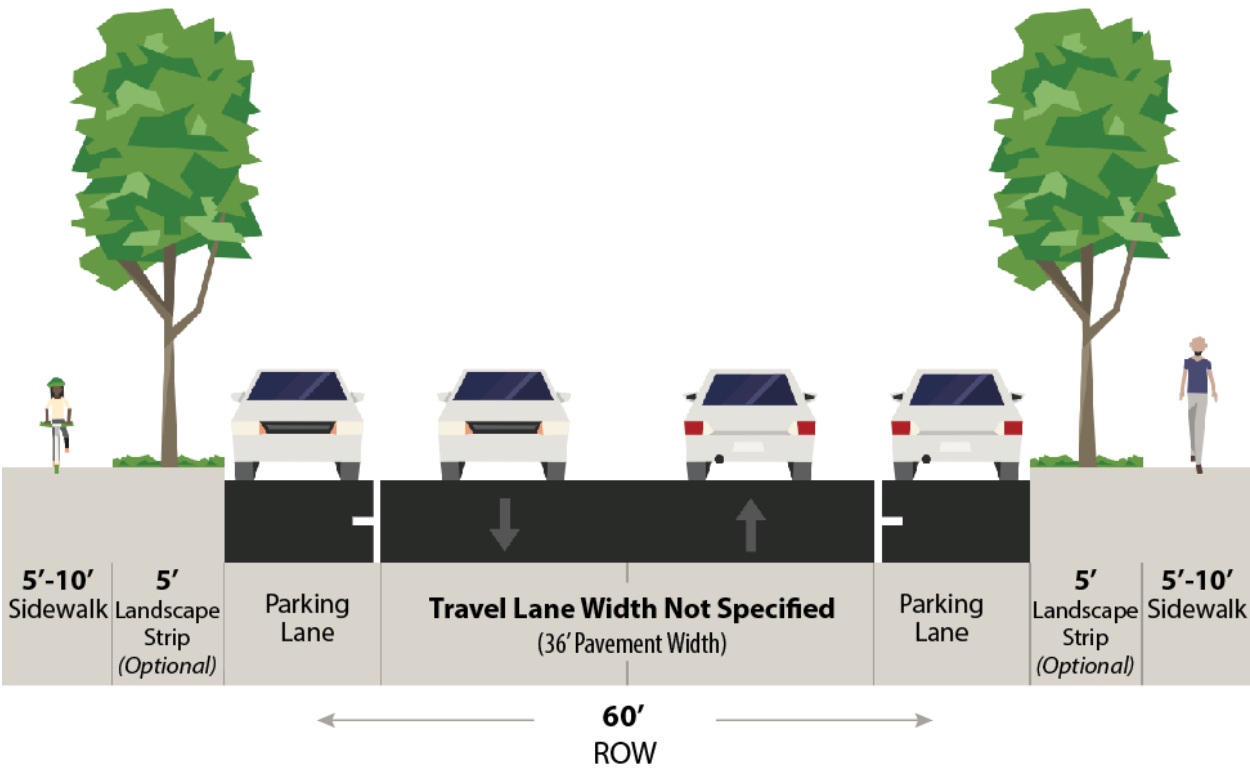 5’-10’
Sidewalk
5’
Landscape
Strip
(Optional)
Parking
Lane
Travel Lane Width Not Specified
(36’ Pavement Width)
Parking
Lane
5’
Landscape
Strip
(Optional)
5’-10’
Sidewalk
60’
ROW